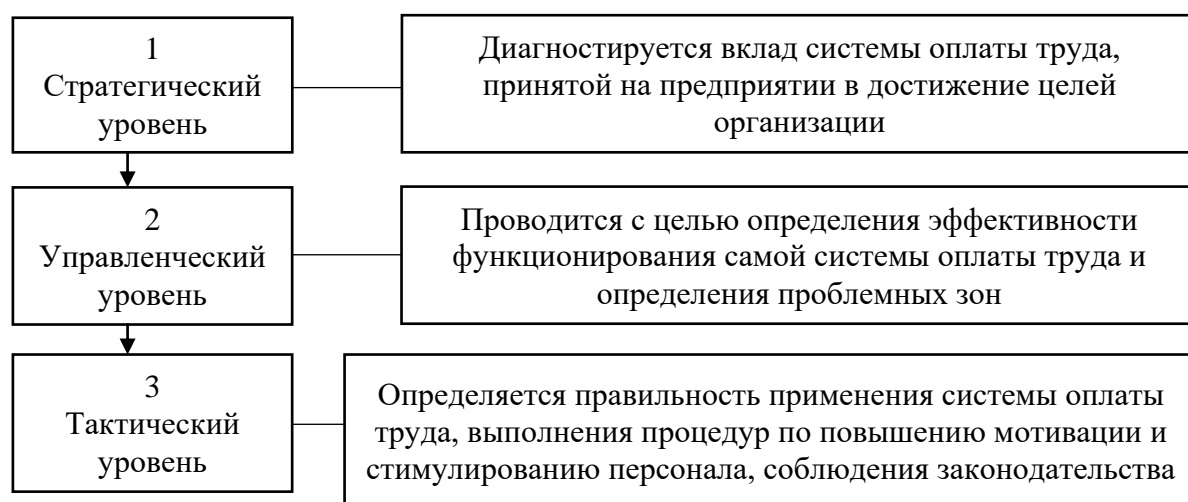 1
Стратегический
уровень
Диагностируется вклад системы оплаты труда,
принятой на предприятии в достижение целей
организации
2
Управленческий
уровень
Проводится с целью определения эффективности
функционирования самой системы оплаты труда и
определения проблемных зон
3
Тактический
уровень
Определяется правильность применения системы оплаты
труда, выполнения процедур по повышению мотивации и
стимулированию персонала, соблюдения законодательства